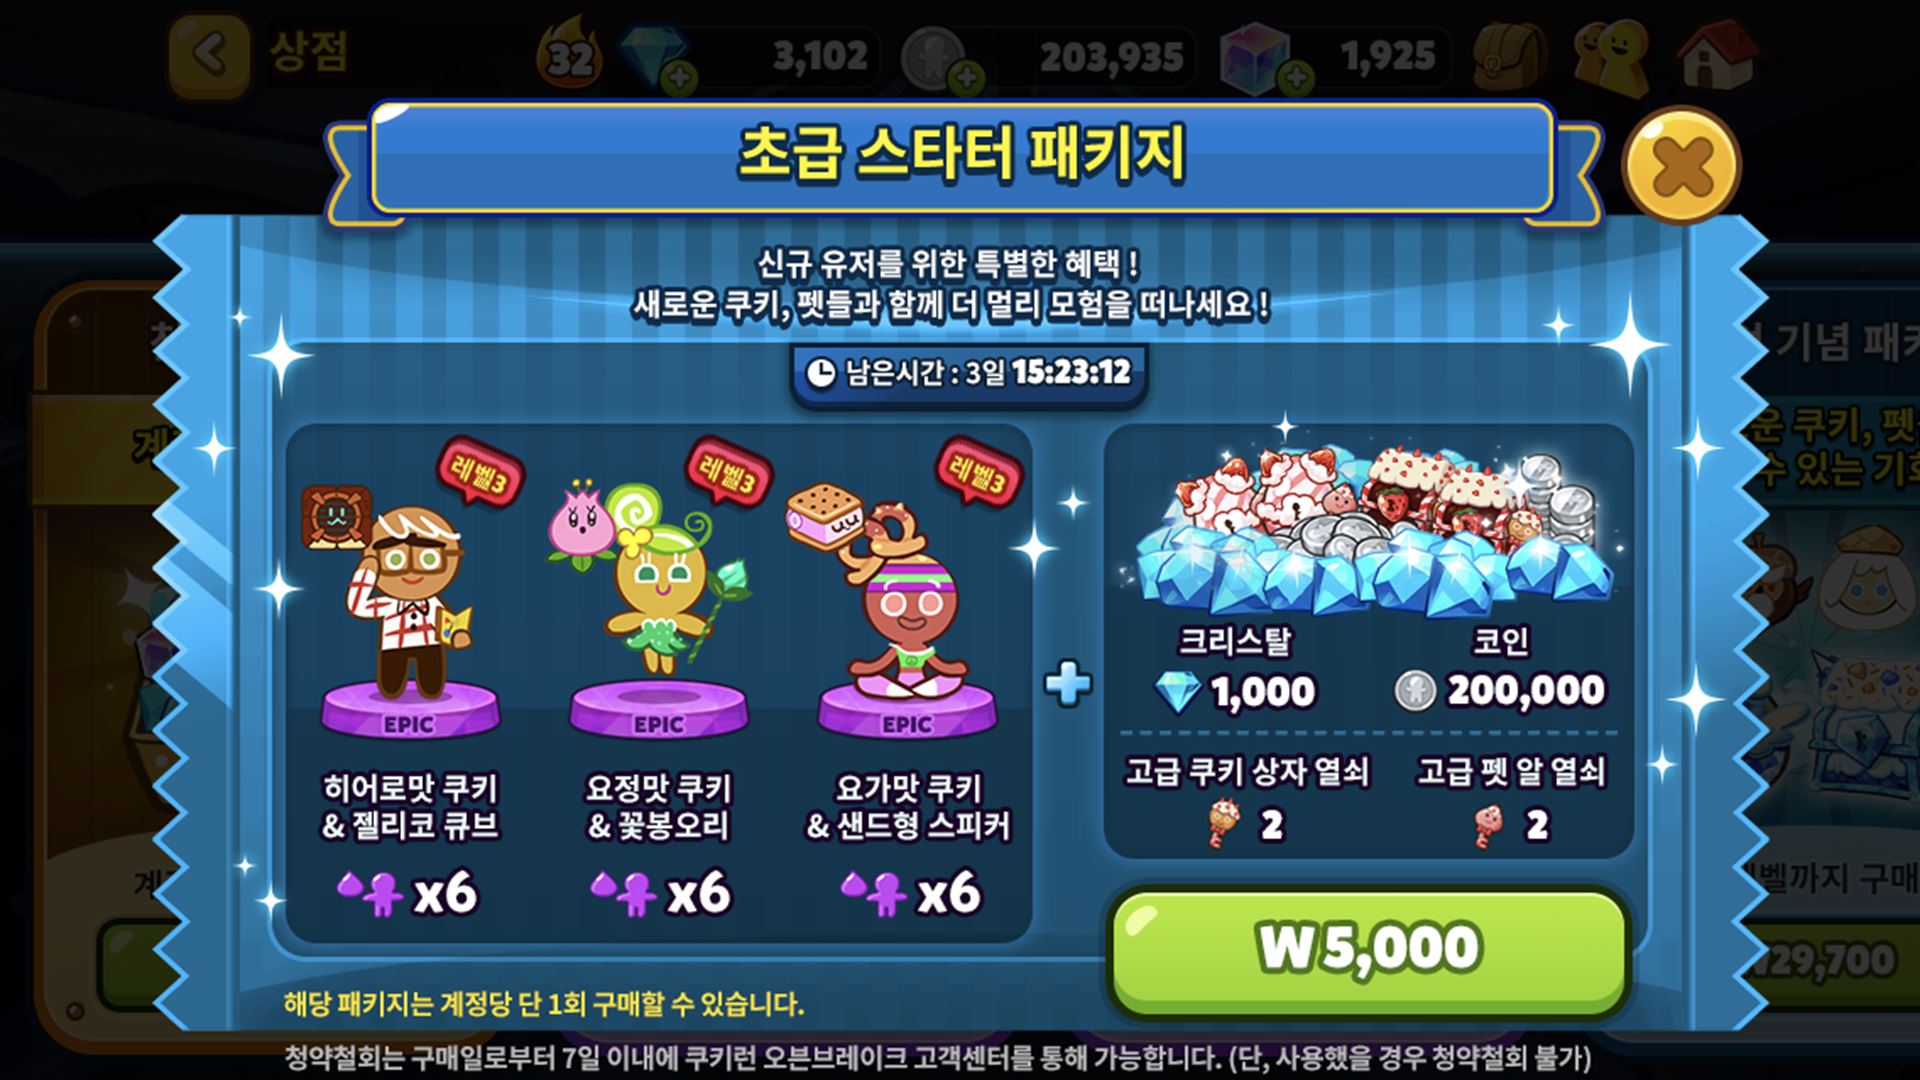 상점
32
3,102
203,935
1,925
초급 스타터 패키지
신규 유저를 위한 특별한 혜택 !
새로운 쿠키, 펫들과 함께 더 멀리 모험을 떠나세요 !
남은시간 : 3일 15:23:12
레벨3
레벨3
레벨3
EPIC
EPIC
EPIC
히어로맛 쿠키
& 젤리코 큐브
x6
요정맛 쿠키
& 꽃봉오리
x6
요가맛 쿠키
& 샌드형 스피커
x6
크리스탈
1,000
코인
200,000
고급 쿠키 상자 열쇠
2
고급 펫 알 열쇠
2
₩5,000
해당 패키지는 계정당 단 1회 구매할 수 있습니다.
청약철회는 구매일로부터 7일 이내에 쿠키런 오븐브레이크 고객센터를 통해 가능합니다. (단, 사용했을 경우 청약철회 불가)
기념 패키
운 쿠키, 펫
수 있는 기회
벨까지 구매
29,700